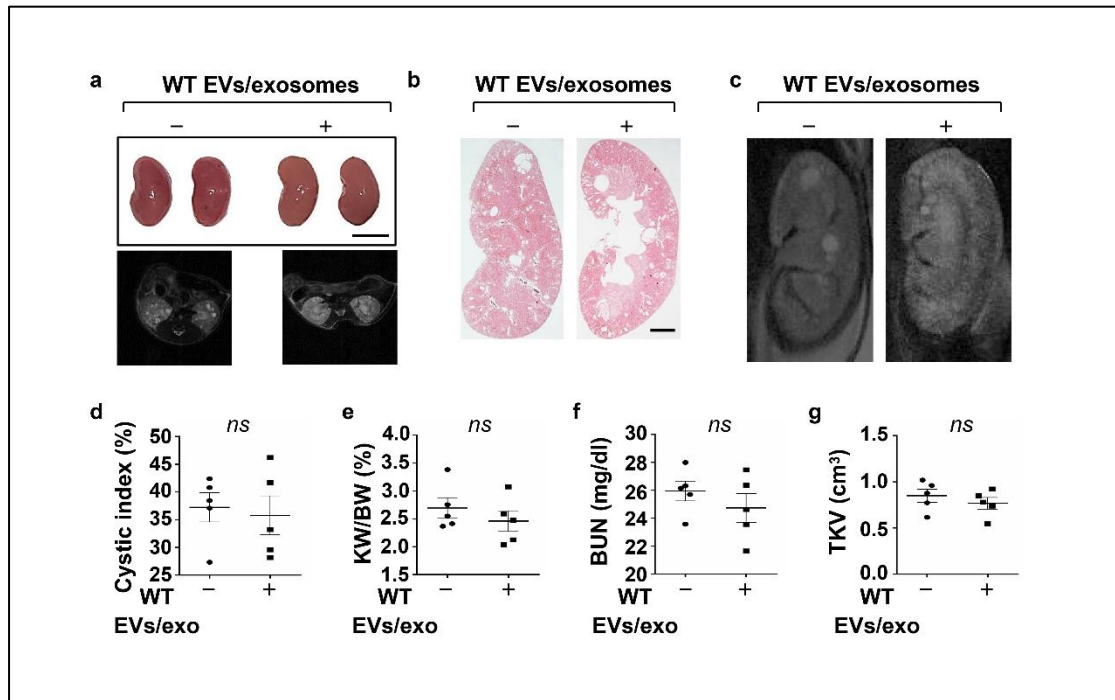 a
WT EVs/exosomes
– +
b
WT EVs/exosomes
– +
c
WT EVs/exosomes
– +
d
ns
Cystic index (%)
50
45
40
35
30
25
WT – +
EVs/exo
e
ns
KW/BW (%)
4.0
3.5
3.0
2.5
2.0
1.5
WT – +
EVs/exo
f
ns
BUN (mg/dl)
30
28
26
24
22
20
WT – +
EVs/exo
g
ns
TKV (cm³)
1.5
1.0
0.5
0.0
WT – +
EVs/exo